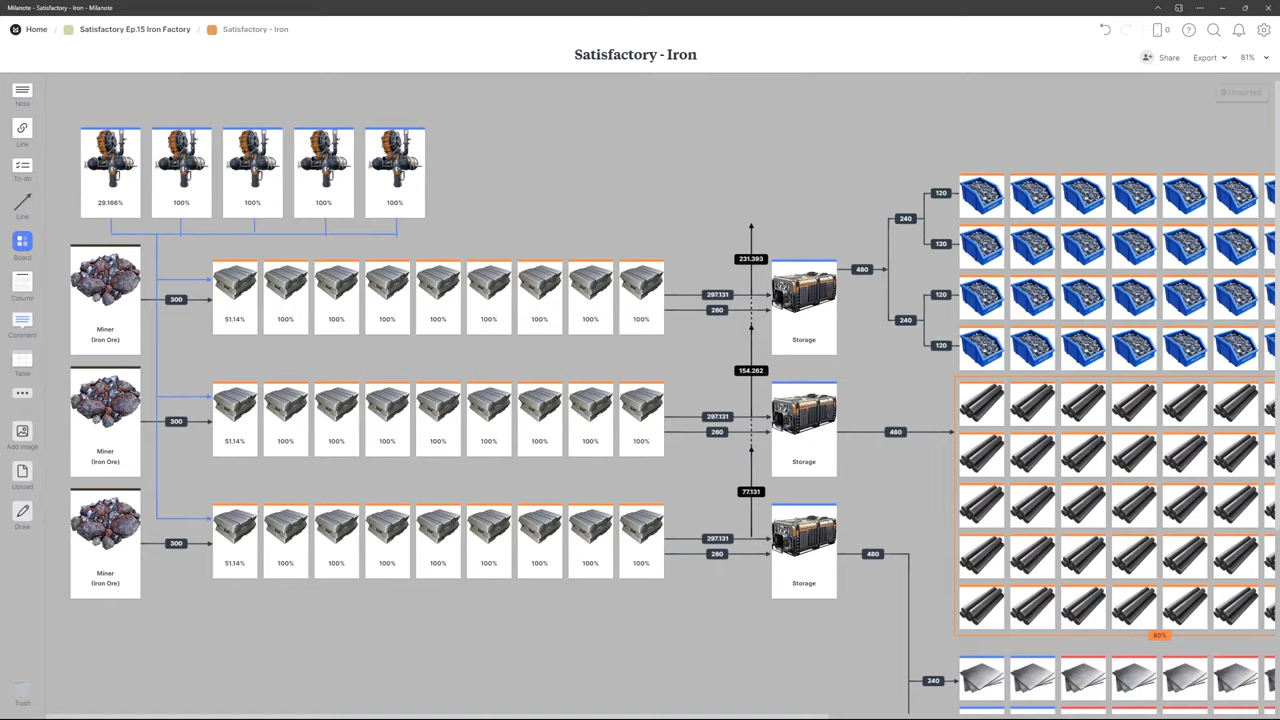 Milanote - Satisfactory - Iron - Milanote
Home / Satisfactory Ep.15 Iron Factory / Satisfactory - Iron
0
Satisfactory - Iron
Share Export 81%
0 Unsorted
Note
Link
To-do
Line
Board
Column
Comment
Table
Add image
Upload
Draw
Trash
29.166% 100% 100% 100% 100%
Miner
(Iron Ore)
300
51.14% 100% 100% 100% 100% 100% 100% 100% 100%
231.393
297.131
260
Storage
480
240
120
120
240
120
120
Miner
(Iron Ore)
300
51.14% 100% 100% 100% 100% 100% 100% 100% 100%
154.262
297.131
260
Storage
480
Miner
(Iron Ore)
300
51.14% 100% 100% 100% 100% 100% 100% 100% 100%
77.131
297.131
260
Storage
480
80%
240